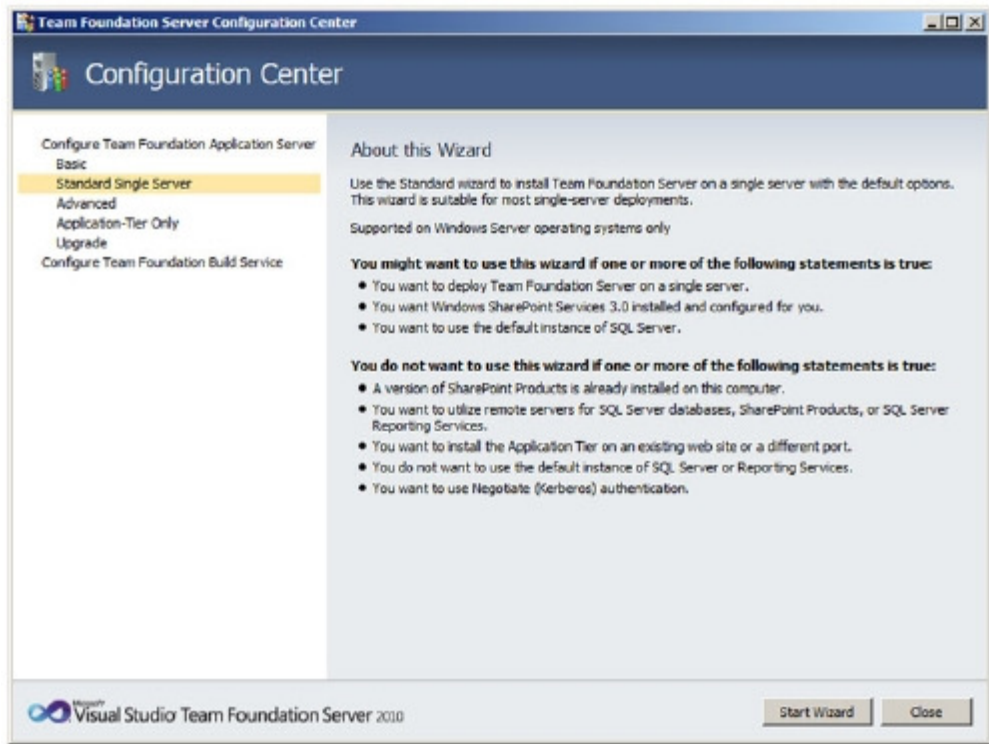 Team Foundation Server Configuration Center
Configuration Center
Configure Team Foundation Application Server
Basic
Standard Single Server
Advanced
Application-Tier Only
Upgrade
Configure Team Foundation Build Service
About this Wizard
Use the Standard wizard to install Team Foundation Server on a single server with the default options.
This wizard is suitable for most single-server deployments.
Supported on Windows Server operating systems only
You might want to use this wizard if one or more of the following statements is true:
• You want to deploy Team Foundation Server on a single server.
• You want Windows SharePoint Services 3.0 installed and configured for you.
• You want to use the default instance of SQL Server.
You do not want to use this wizard if one or more of the following statements is true:
• A version of SharePoint Products is already installed on this computer.
• You want to utilize remote servers for SQL Server databases, SharePoint Products, or SQL Server
Reporting Services.
• You want to install the Application Tier on an existing web site or a different port.
• You do not want to use the default instance of SQL Server or Reporting Services.
• You want to use Negotiate (Kerberos) authentication.
Microsoft
Visual Studio Team Foundation Server 2010
Start Wizard
Close